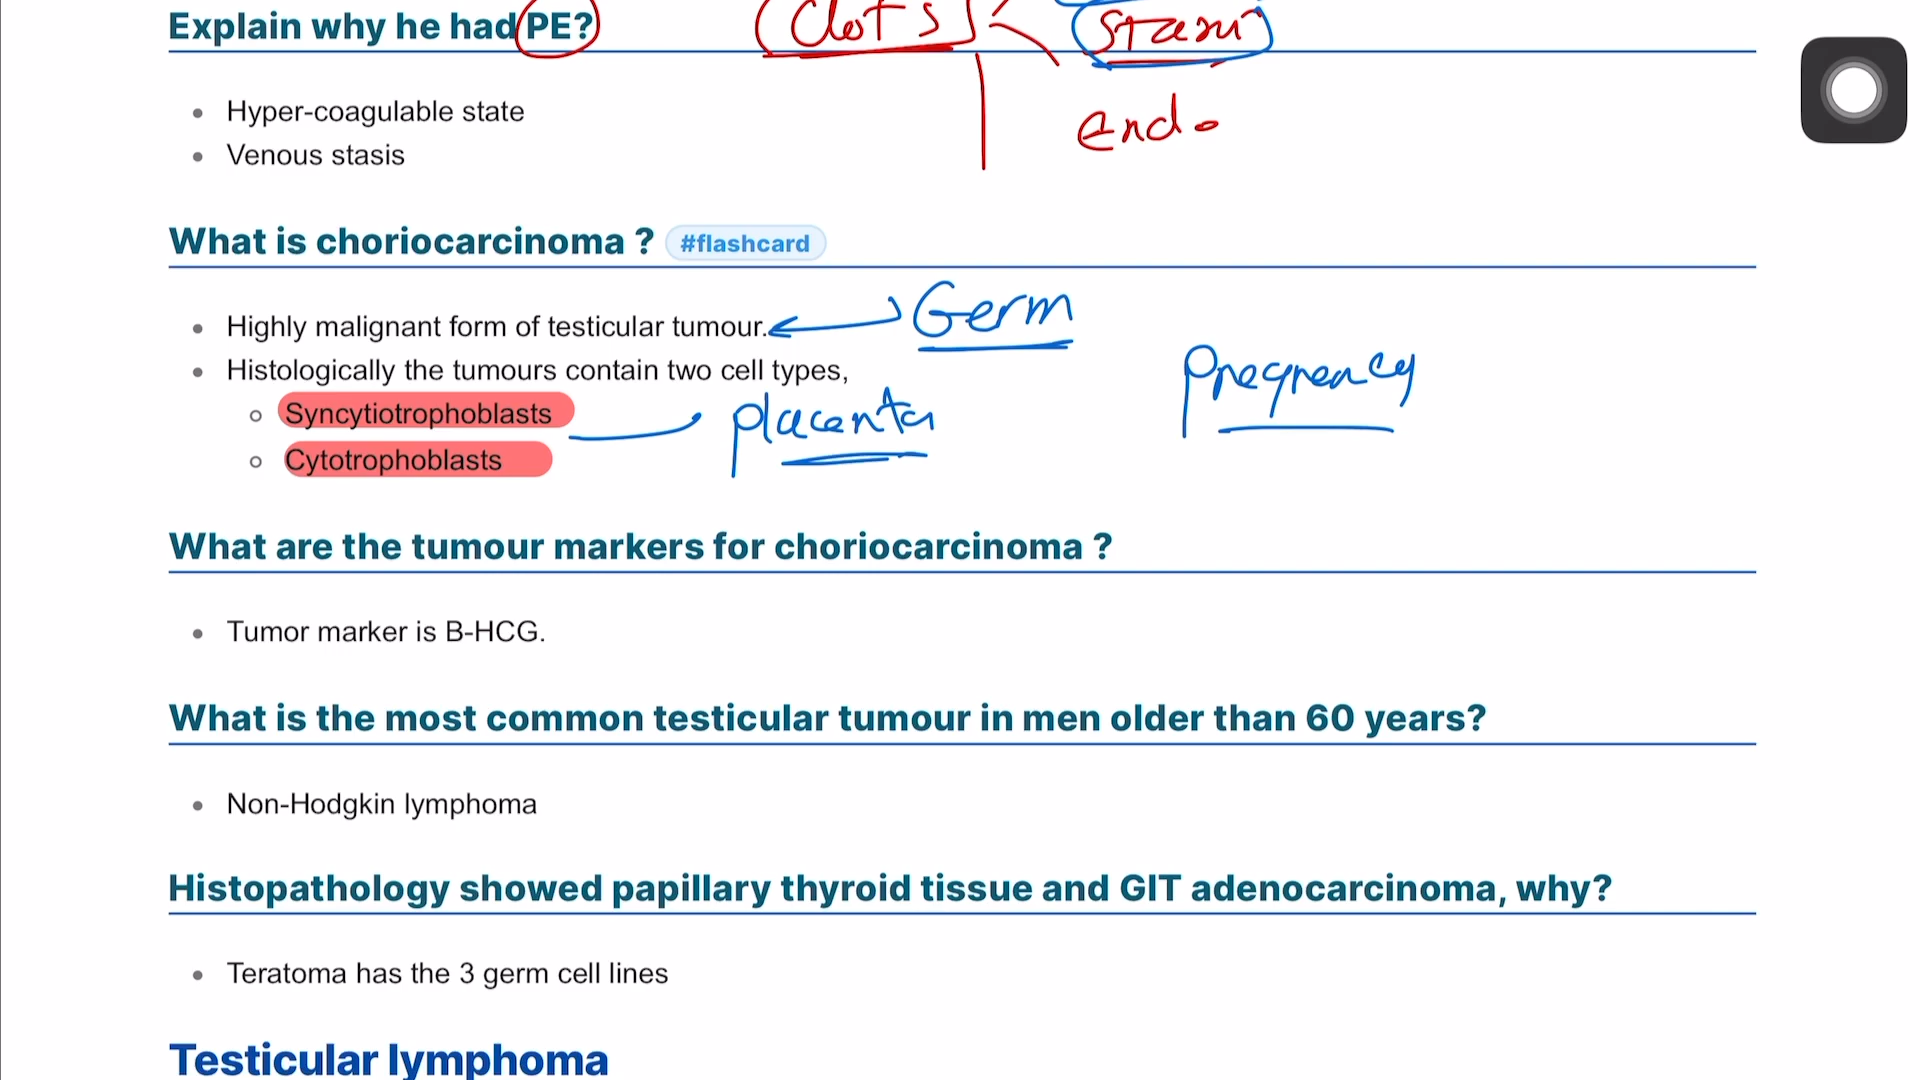 Explain why he had PE?
Clots
Stasis
Hyper-coagulable state
endo
Venous stasis
What is choriocarcinoma ? #flashcard
Highly malignant form of testicular tumour.
Germ
Histologically the tumours contain two cell types,
Pregnancy
Syncytiotrophoblasts
placenta
Cytotrophoblasts
What are the tumour markers for choriocarcinoma ?
Tumor marker is B-HCG.
What is the most common testicular tumour in men older than 60 years?
Non-Hodgkin lymphoma
Histopathology showed papillary thyroid tissue and GIT adenocarcinoma, why?
Teratoma has the 3 germ cell lines
Testicular lymphoma